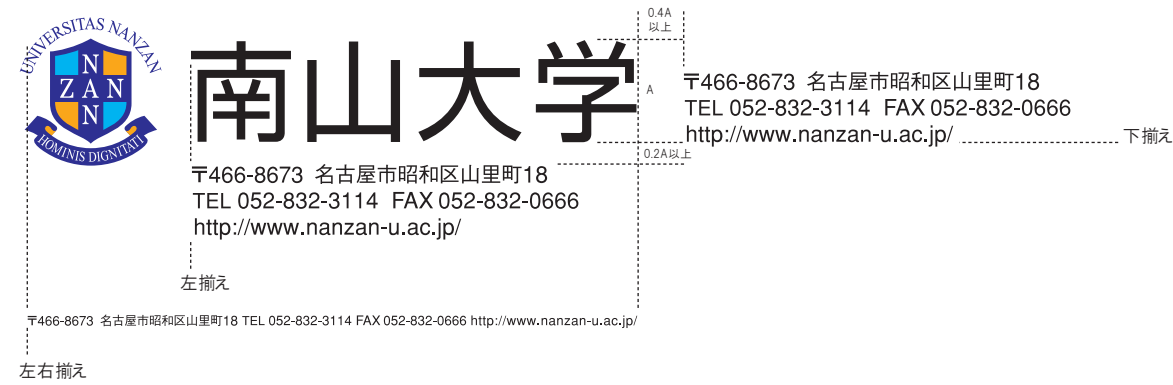 UNIVERSITAS NANZAN
N
ZAN
N
HOMINIS DIGNITATI
南山大学
0.4A
以上
A
0.2A以上
〒466-8673 名古屋市昭和区山里町18
TEL 052-832-3114 FAX 052-832-0666
http://www.nanzan-u.ac.jp/
下揃え
〒466-8673 名古屋市昭和区山里町18
TEL 052-832-3114 FAX 052-832-0666
http://www.nanzan-u.ac.jp/
左揃え
〒466-8673 名古屋市昭和区山里町18 TEL 052-832-3114 FAX 052-832-0666 http://www.nanzan-u.ac.jp/
左右揃え